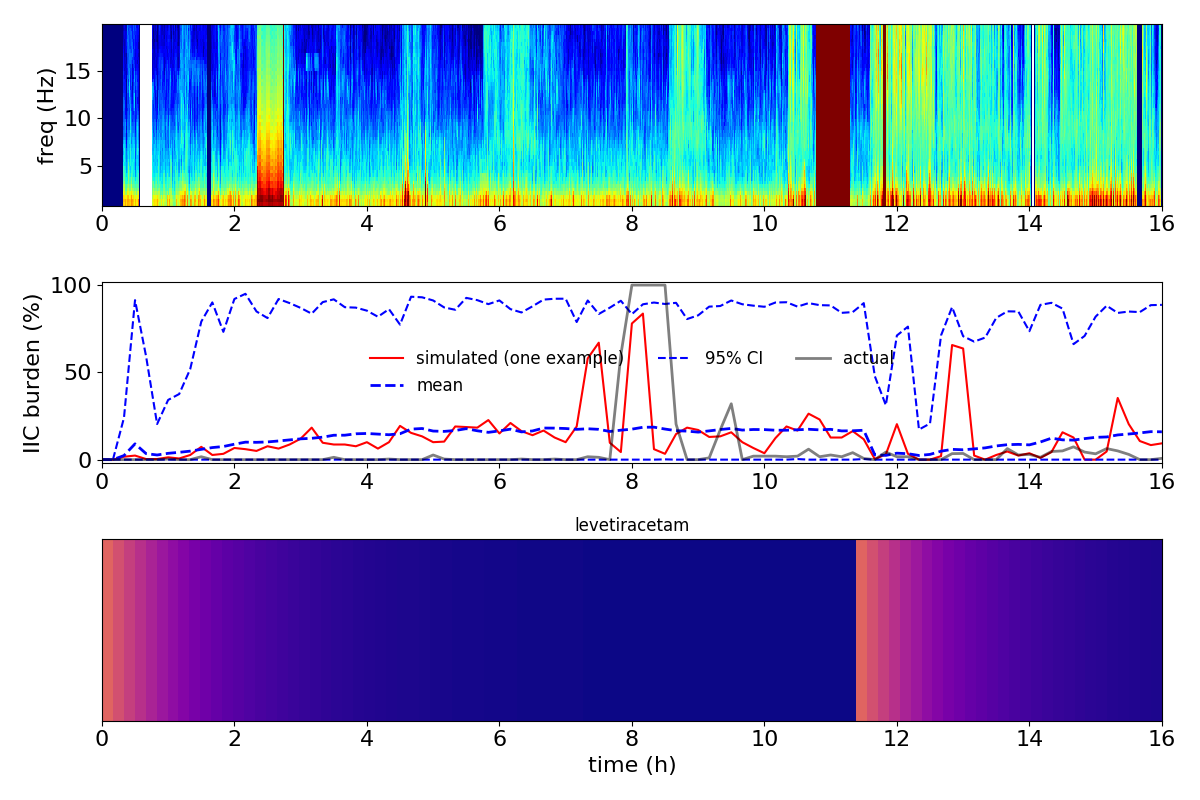 15
10
5
freq (Hz)
0 2 4 6 8 10 12 14 16
100
50
0
IIC burden (%)
simulated (one example) 95% CI actual
mean
0 2 4 6 8 10 12 14 16
levetiracetam
0 2 4 6 8 10 12 14 16
time (h)